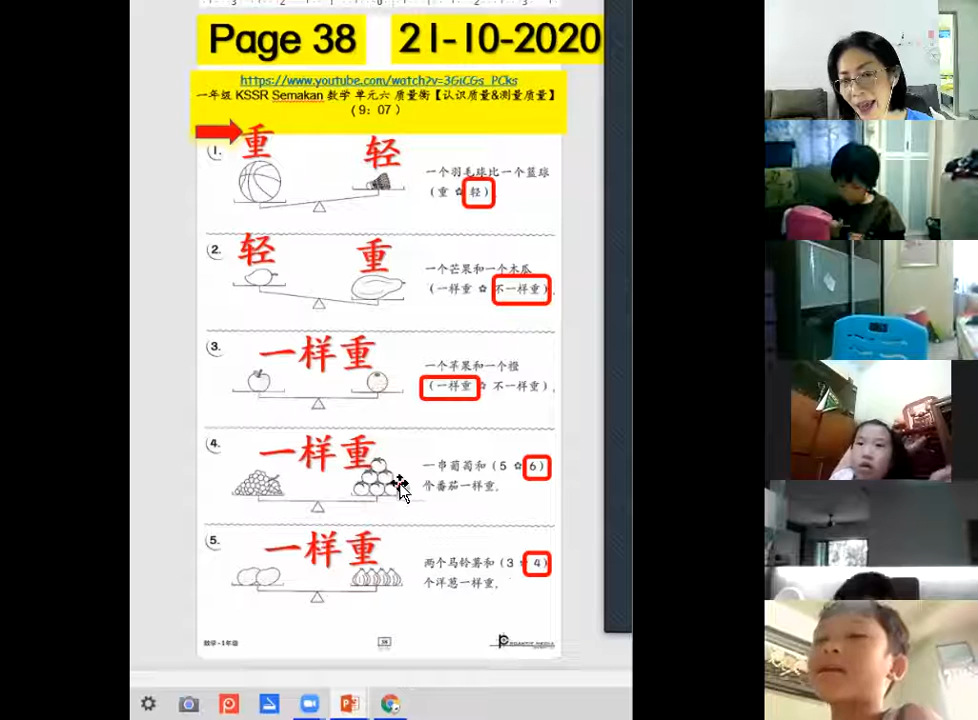 Page 38
21-10-2020
https://www.youtube.com/watch?v=3GiCGs_PCks
一年级 KSSR Semakan 数学 单元六 质量衡【认识质量&测量质量】
(9：07 )
1.
重
轻
一个羽毛球比一个篮球
(重 ✿ 轻)
2.
轻
重
一个芒果和一个木瓜
(一样重 ✿ 不一样重).
3.
一样重
一个苹果和一个橙
(一样重 ✿ 不一样重).
4.
一样重
一串葡萄和 (5 ✿ 6)
个番茄一样重.
5.
一样重
两个马铃薯和 (3 ✿ 4)
个洋葱一样重.
数学-1年级
38